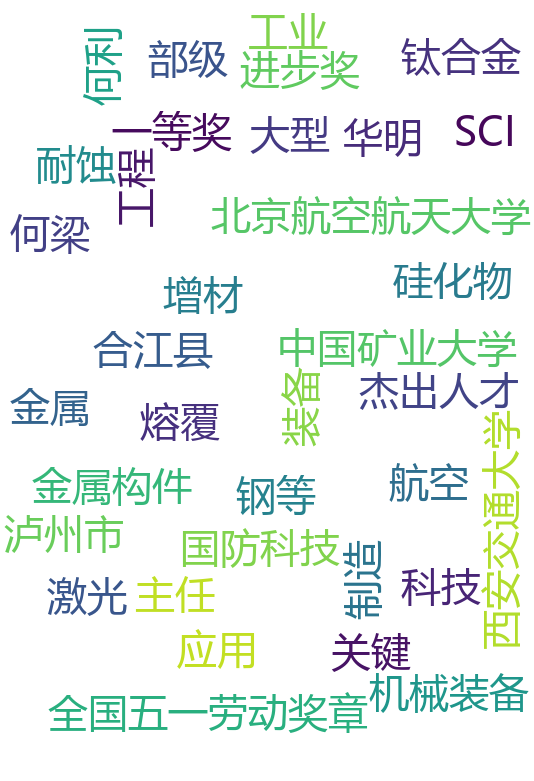 工业
何利
部级
进步奖
钛合金
一等奖
大型
华明
SCI
耐蚀
工程
北京航空航天大学
何梁
硅化物
增材
合江县
中国矿业大学
杰出人才
装备
金属
熔覆
西安交通大学
金属构件
钢等
航空
泸州市
国防科技
制造
科技
激光
主任
应用
关键
机械装备
全国五一劳动奖章